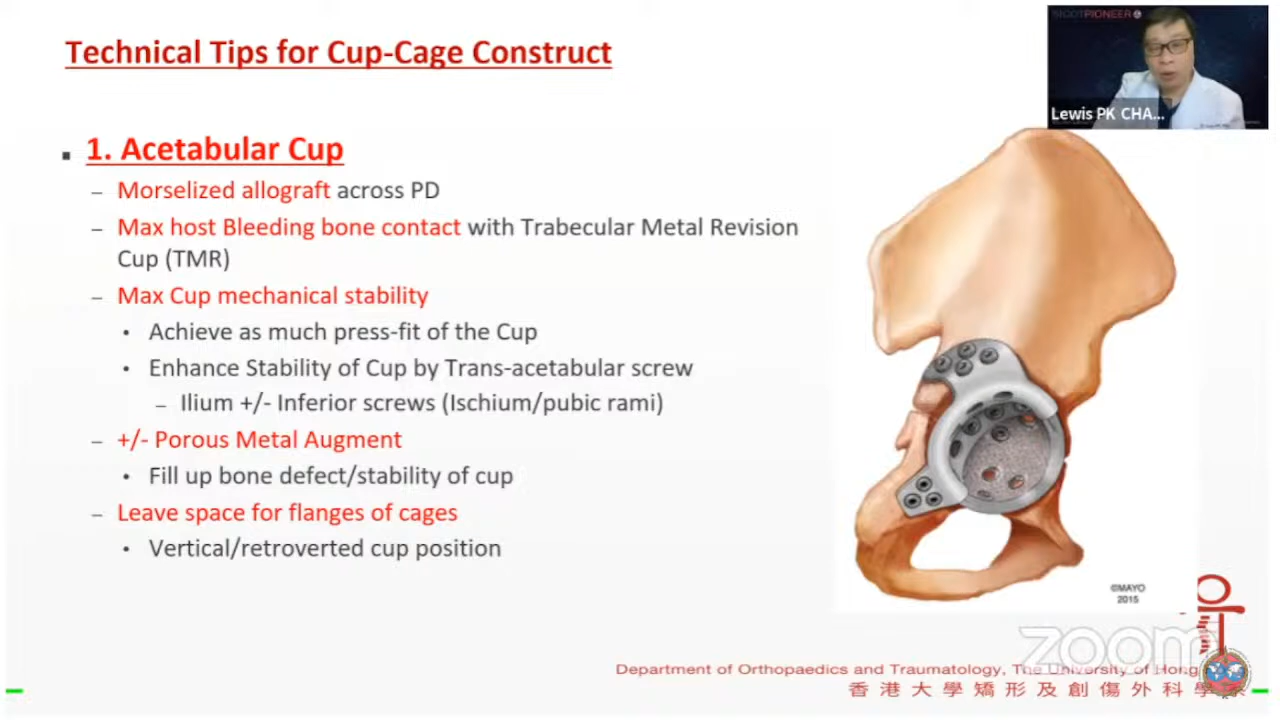 Technical Tips for Cup-Cage Construct
SICOTPIONEER
Lewis PK CHA...
▪ 1. Acetabular Cup
– Morselized allograft across PD
– Max host Bleeding bone contact with Trabecular Metal Revision
Cup (TMR)
– Max Cup mechanical stability
• Achieve as much press-fit of the Cup
• Enhance Stability of Cup by Trans-acetabular screw
– Ilium +/- Inferior screws (Ischium/pubic rami)
– +/- Porous Metal Augment
• Fill up bone defect/stability of cup
– Leave space for flanges of cages
• Vertical/retroverted cup position
©MAYO
2015
zoom
Department of Orthopaedics and Traumatology, The University of Hong
香港大學矯形及創傷外科學系